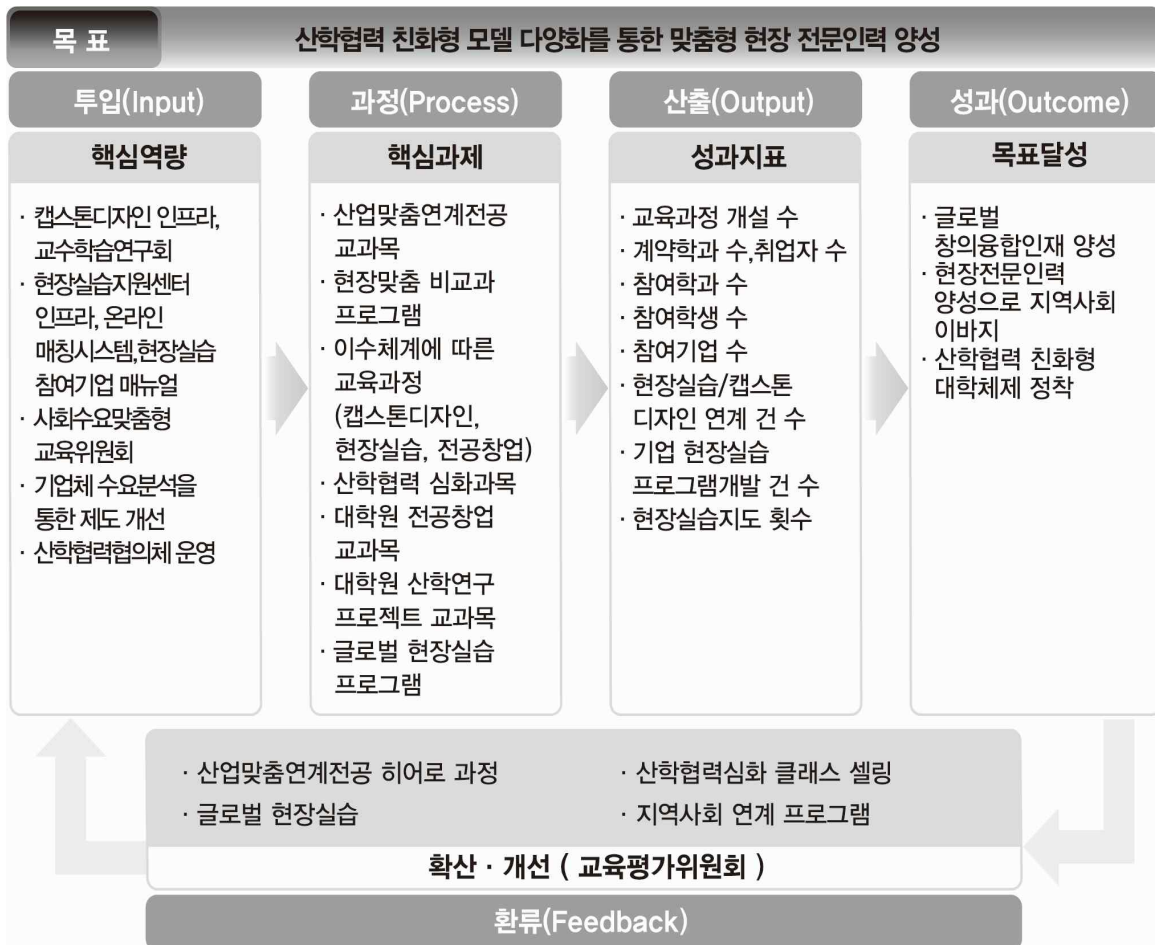 목 표
산학협력 친화형 모델 다양화를 통한 맞춤형 현장 전문인력 양성
투입(Input)
핵심역량
· 캡스톤디자인 인프라,
교수학습연구회
· 현장실습지원센터
인프라, 온라인
매칭시스템,현장실습
참여기업 매뉴얼
· 사회수요맞춤형
교육위원회
· 기업체 수요분석을
통한 제도 개선
· 산학협력협의체 운영
과정(Process)
핵심과제
· 산업맞춤연계전공
교과목
· 현장맞춤 비교과
프로그램
· 이수체계에 따른
교육과정
(캡스톤디자인,
현장실습, 전공창업)
· 산학협력 심화과목
· 대학원 전공창업
교과목
· 대학원 산학연구
프로젝트 교과목
· 글로벌 현장실습
프로그램
산출(Output)
성과지표
· 교육과정 개설 수
· 계약학과 수,취업자 수
· 참여학과 수
· 참여학생 수
· 참여기업 수
· 현장실습/캡스톤
디자인 연계 건 수
· 기업 현장실습
프로그램개발 건 수
· 현장실습지도 횟수
성과(Outcome)
목표달성
· 글로벌
창의융합인재 양성
· 현장전문인력
양성으로 지역사회
이바지
· 산학협력 친화형
대학체제 정착
· 산업맞춤연계전공 히어로 과정
· 산학협력심화 클래스 셀링
· 글로벌 현장실습
· 지역사회 연계 프로그램
확산 · 개선 ( 교육평가위원회 )
환류(Feedback)